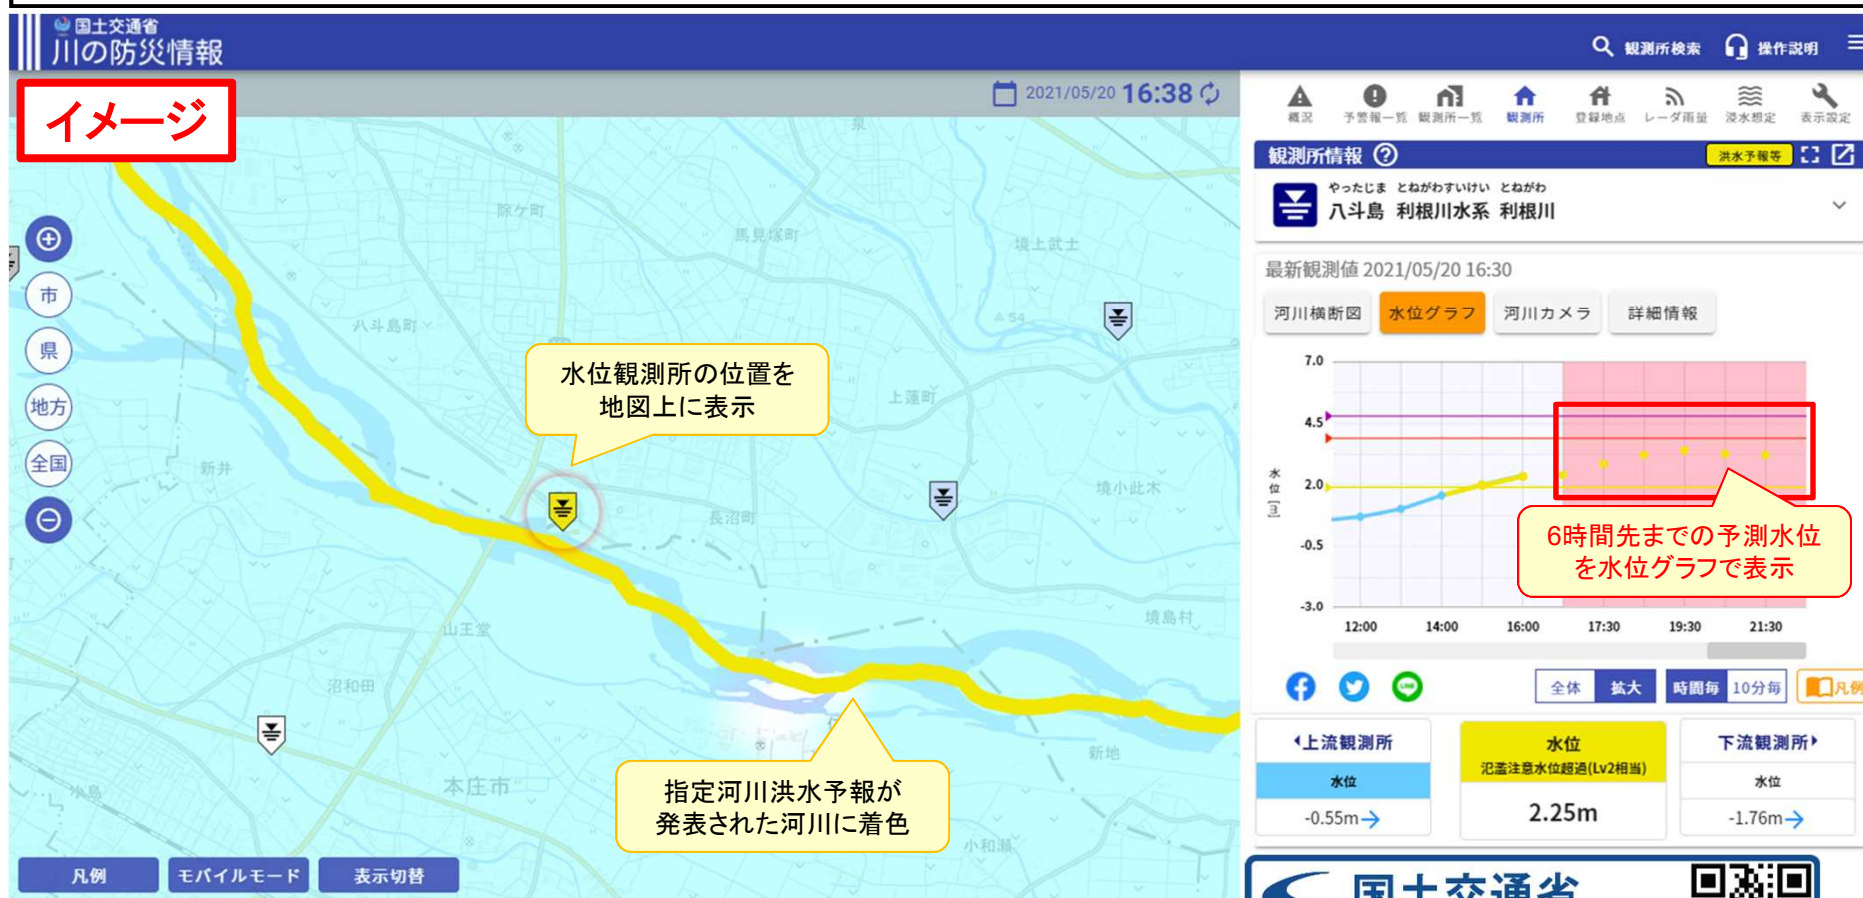 国土交通省
川の防災情報
観測所検索
操作説明
イメージ
2021/05/20 16:38
概況
予警報一覧
観測所一覧
観測所
登録地点
レーダ雨量
浸水想定
表示設定
観測所情報
洪水予報等
やったじま とねがわすいけい とねがわ
八斗島 利根川水系 利根川
最新観測値 2021/05/20 16:30
河川横断図
水位グラフ
河川カメラ
詳細情報
7.0
4.5
2.0
-0.5
-3.0
水位[m]
12:00
14:00
16:00
17:30
19:30
21:30
6時間先までの予測水位
を水位グラフで表示
全体
拡大
時間毎
10分毎
凡例
LINE
上流観測所
水位
-0.55m
水位
氾濫注意水位超過(Lv2相当)
2.25m
下流観測所
水位
-1.76m
国土交通省
市
県
地方
全国
除ケ町
馬見塚町
境上武士
54
八斗島町
上蓮町
水位観測所の位置を
地図上に表示
新井
長沼町
境小此木
山王堂
境島村
沼和田
新地
小島
本庄市
小和瀬
指定河川洪水予報が
発表された河川に着色
凡例
モバイルモード
表示切替